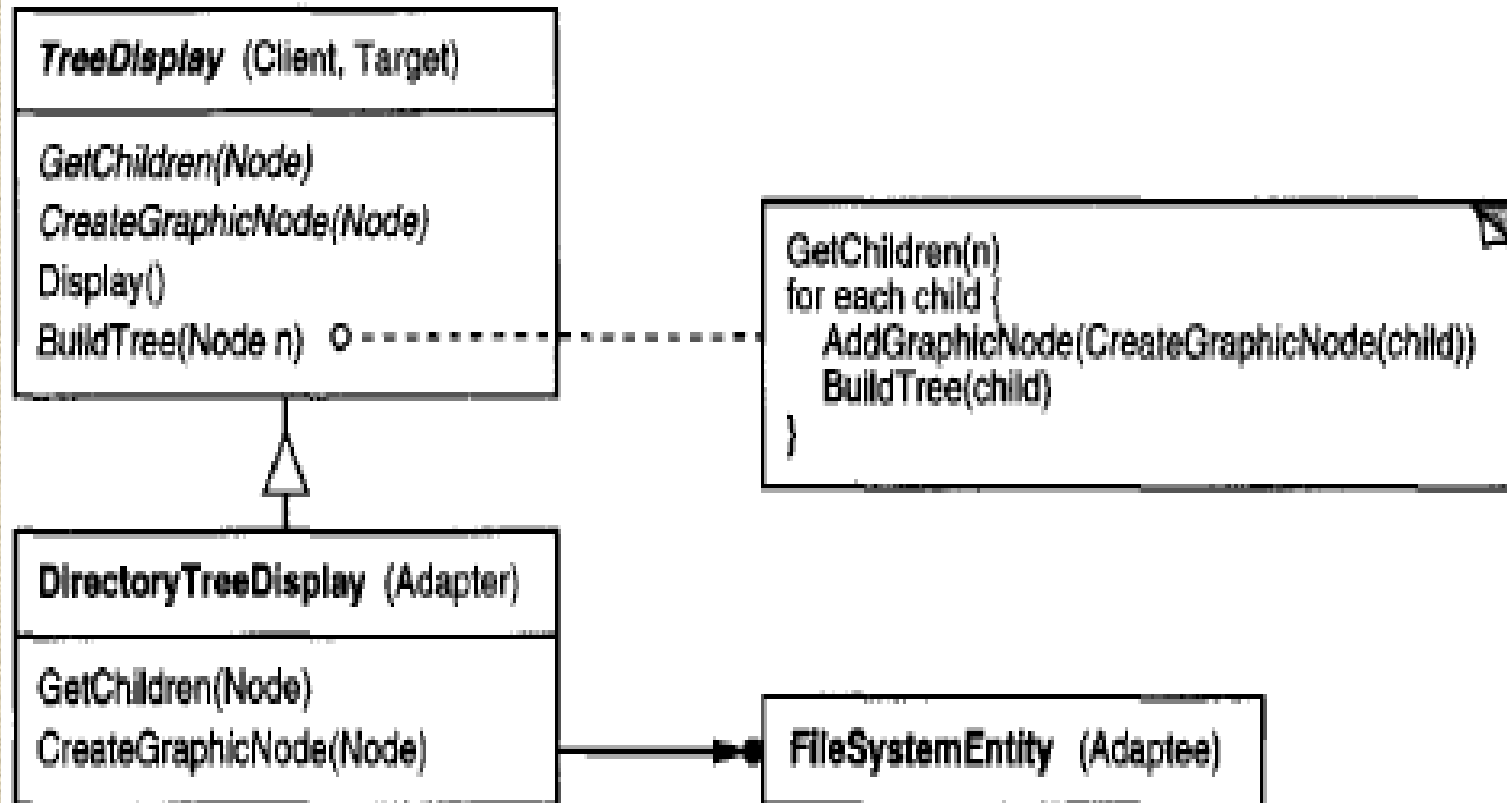 TreeDisplay (Client, Target)
GetChildren(Node)
CreateGraphicNode(Node)
Display()
BuildTree(Node n)
GetChildren(n)
for each child {
AddGraphicNode(CreateGraphicNode(child))
BuildTree(child)
}
DirectoryTreeDisplay (Adapter)
GetChildren(Node)
CreateGraphicNode(Node)
FileSystemEntity (Adaptee)